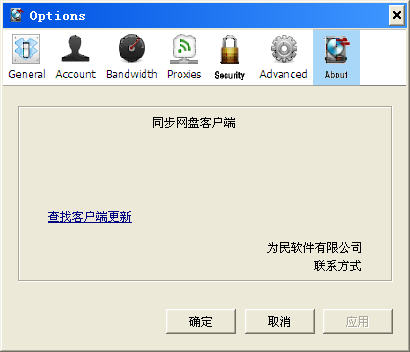 Options
General Account Bandwidth Proxies Security Advanced About
同步网盘客户端
查找客户端更新
为民软件有限公司
联系方式
确定 取消 应用